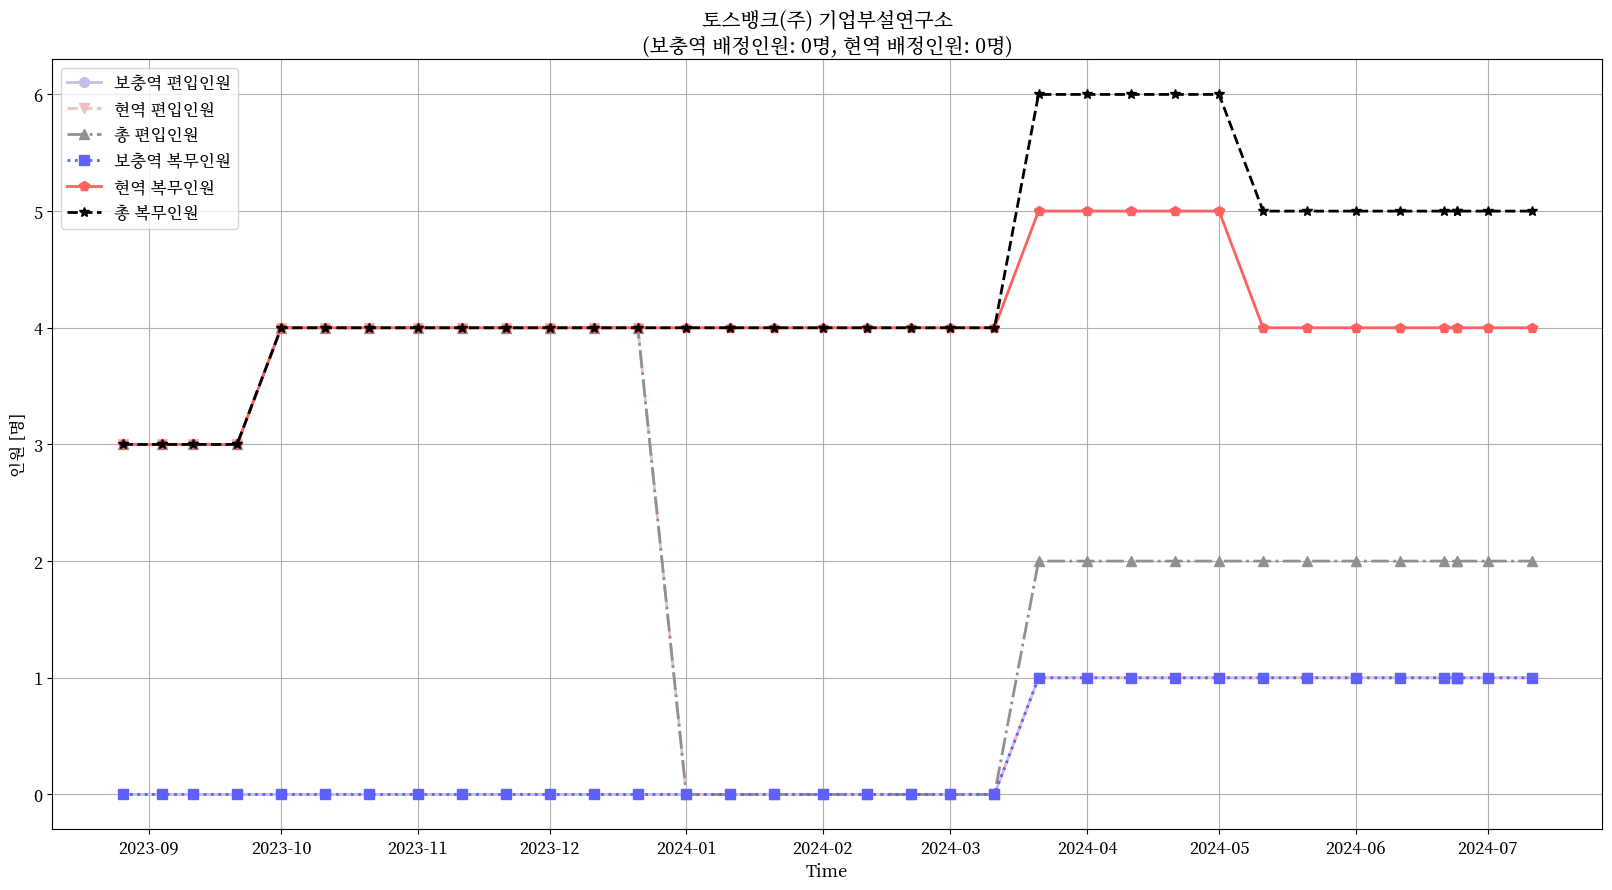 토스뱅크(주) 기업부설연구소
(보충역 배정인원: 0명, 현역 배정인원: 0명)
보충역 편입인원
현역 편입인원
총 편입인원
보충역 복무인원
현역 복무인원
총 복무인원
인원 [명]
6
5
4
3
2
1
0
2023-09 2023-10 2023-11 2023-12 2024-01 2024-02 2024-03 2024-04 2024-05 2024-06 2024-07
Time